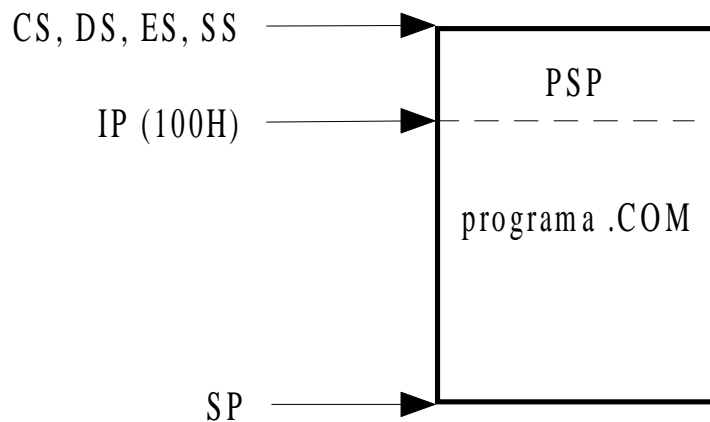 CS, DS, ES, SS
PSP
IP (100H)
programa .COM
SP